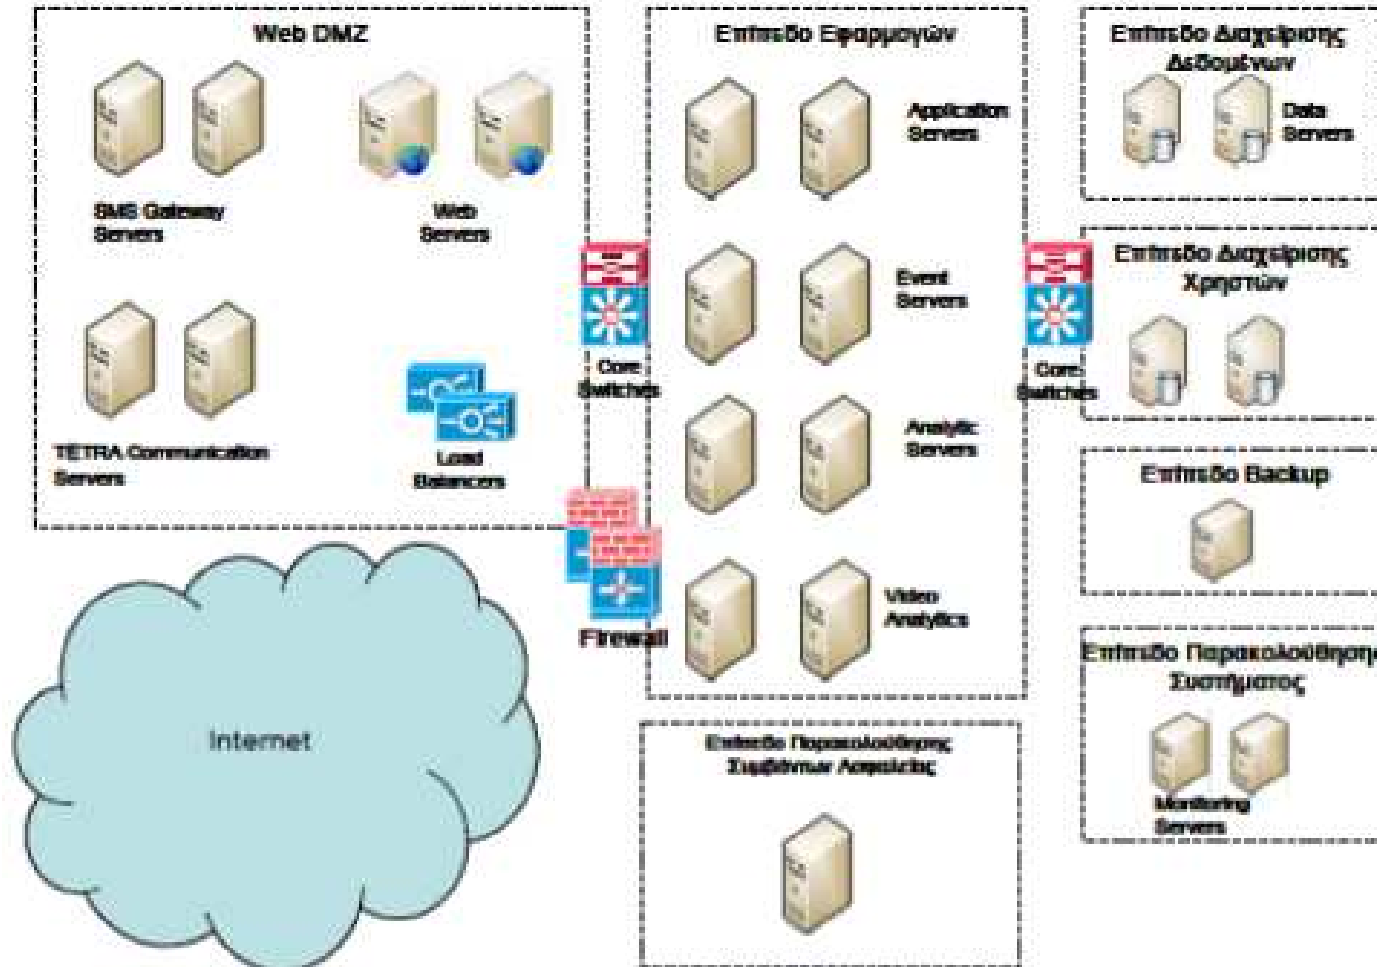 Web DMZ
SMS Gateway
Servers
Web
Servers
TETRA Communication
Servers
Load
Balancers
Core
Switches
Firewall
Internet
Επίπεδο Εφαρμογών
Application
Servers
Event
Servers
Analytic
Servers
Video
Analytics
Επίπεδο Παρακολούθησης
Συμβάντων Ασφαλείας
Core
Switches
Επίπεδο Διαχείρισης
Δεδομένων
Data
Servers
Επίπεδο Διαχείρισης
Χρηστών
Επίπεδο Backup
Επίπεδο Παρακολούθησης
Συστήματος
Monitoring
Servers